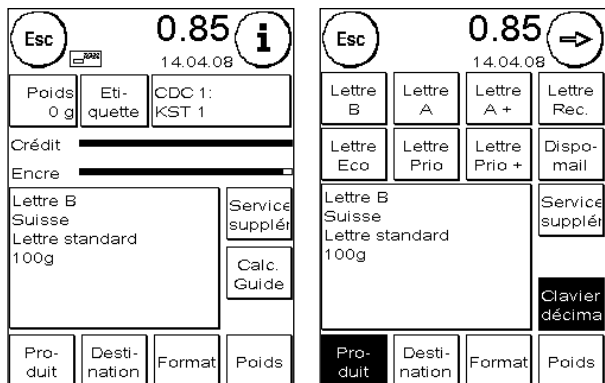 Esc
0.85
i
14.04.08
Poids
0 g
Eti-
quette
CDC 1:
KST 1
Crédit
Encre
Lettre B
Suisse
Lettre standard
100g
Service
supplér
Calc.
Guide
Pro-
duit
Desti-
nation
Format
Poids
Esc
0.85
14.04.08
Lettre
B
Lettre
A
Lettre
A +
Lettre
Rec.
Lettre
Eco
Lettre
Prio
Lettre
Prio +
Dispo-
mail
Lettre B
Suisse
Lettre standard
100g
Service
supplér
Clavier
décima
Pro-
duit
Desti-
nation
Format
Poids